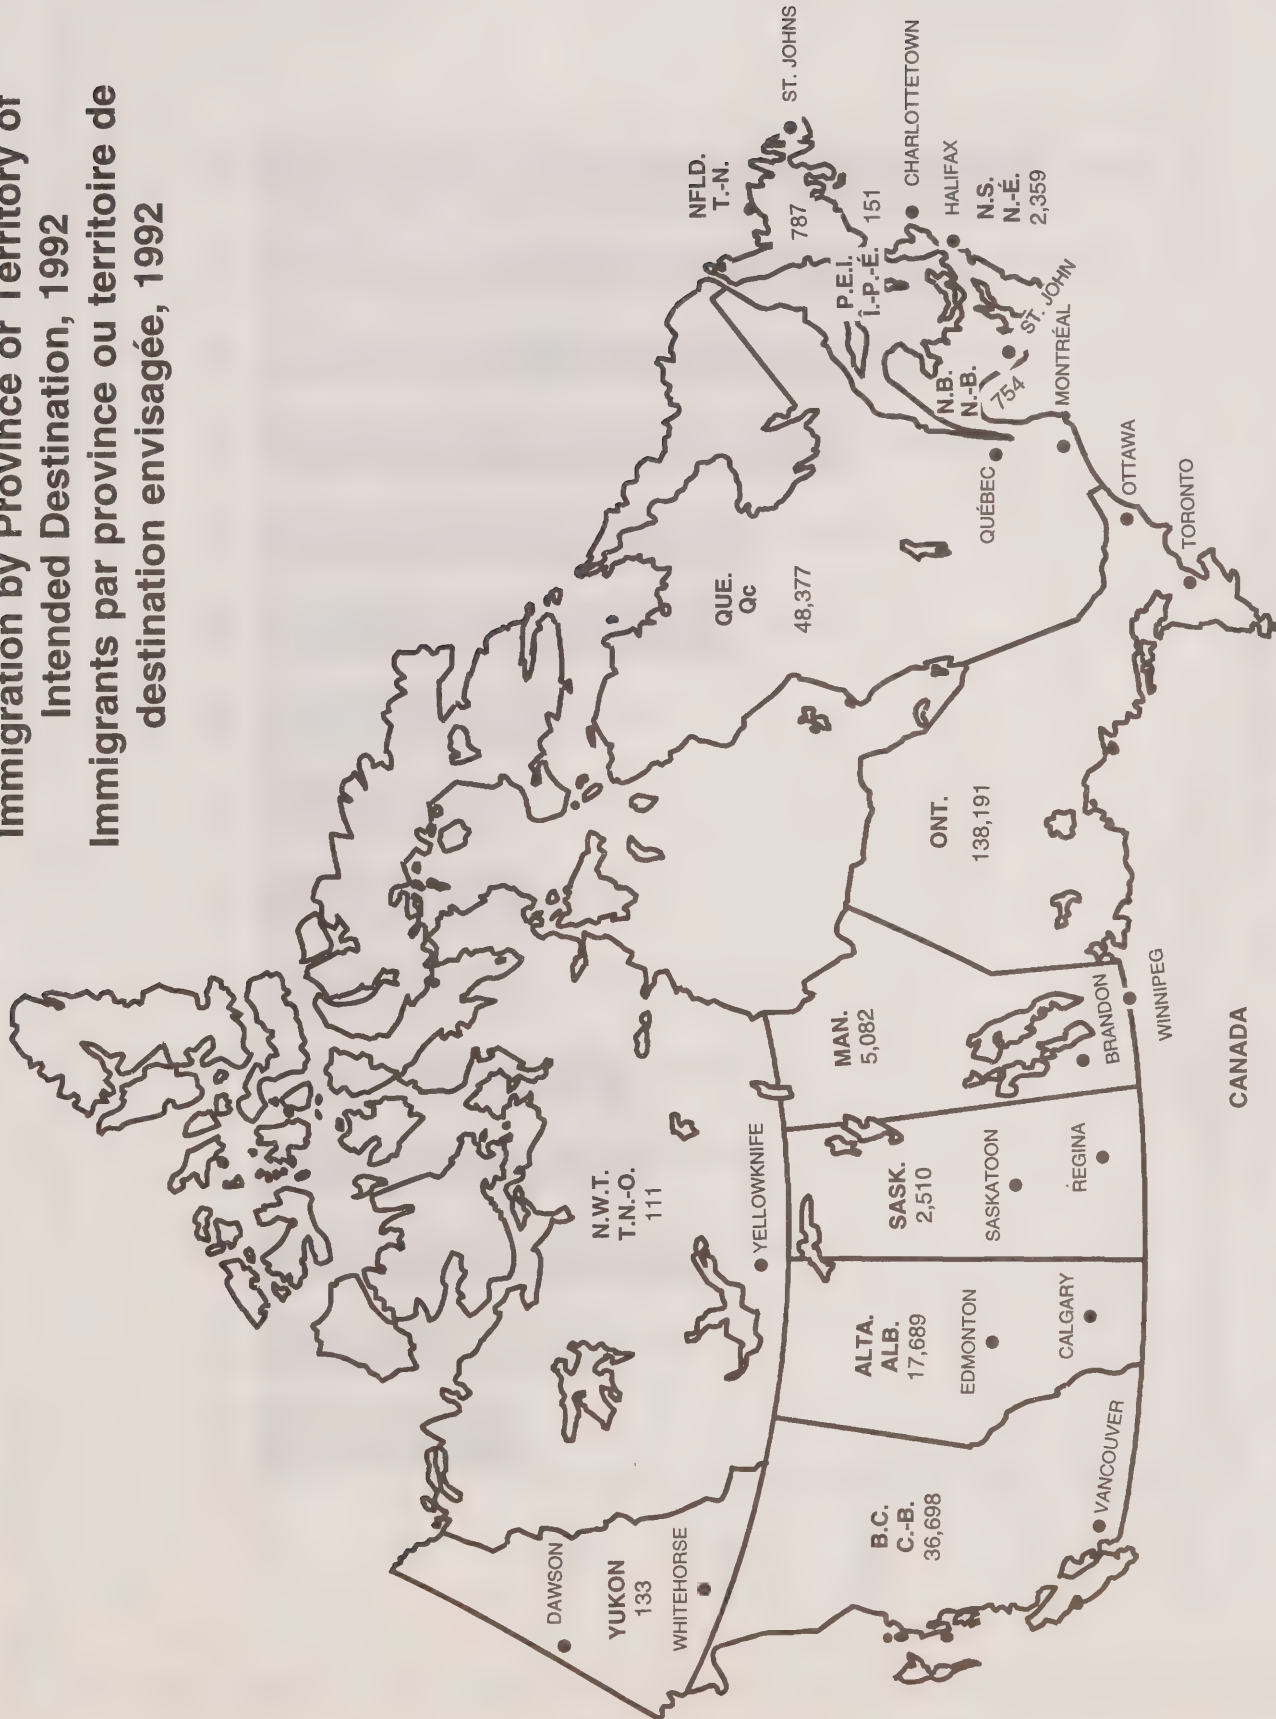 Immigration by Province or Territory of
Intended Destination, 1992
Immigrants par province ou territoire de
destination envisagée, 1992
DAWSON
YUKON
133
WHITEHORSE
N.W.T.
T.N.-O.
111
YELLOWKNIFE
B.C.
C.-B.
36,698
VANCOUVER
ALTA.
ALB.
17,689
EDMONTON
CALGARY
SASK.
2,510
SASKATOON
REGINA
MAN.
5,082
BRANDON
WINNIPEG
ONT.
138,191
OTTAWA
TORONTO
QUE.
Qc
48,377
QUÉBEC
MONTRÉAL
NFLD.
T.-N.
787
ST. JOHNS
P.E.I.
Î.-P.-É.
151
CHARLOTTETOWN
N.B.
N.-B.
754
ST. JOHN
HALIFAX
N.S.
N.-É.
2,359
CANADA